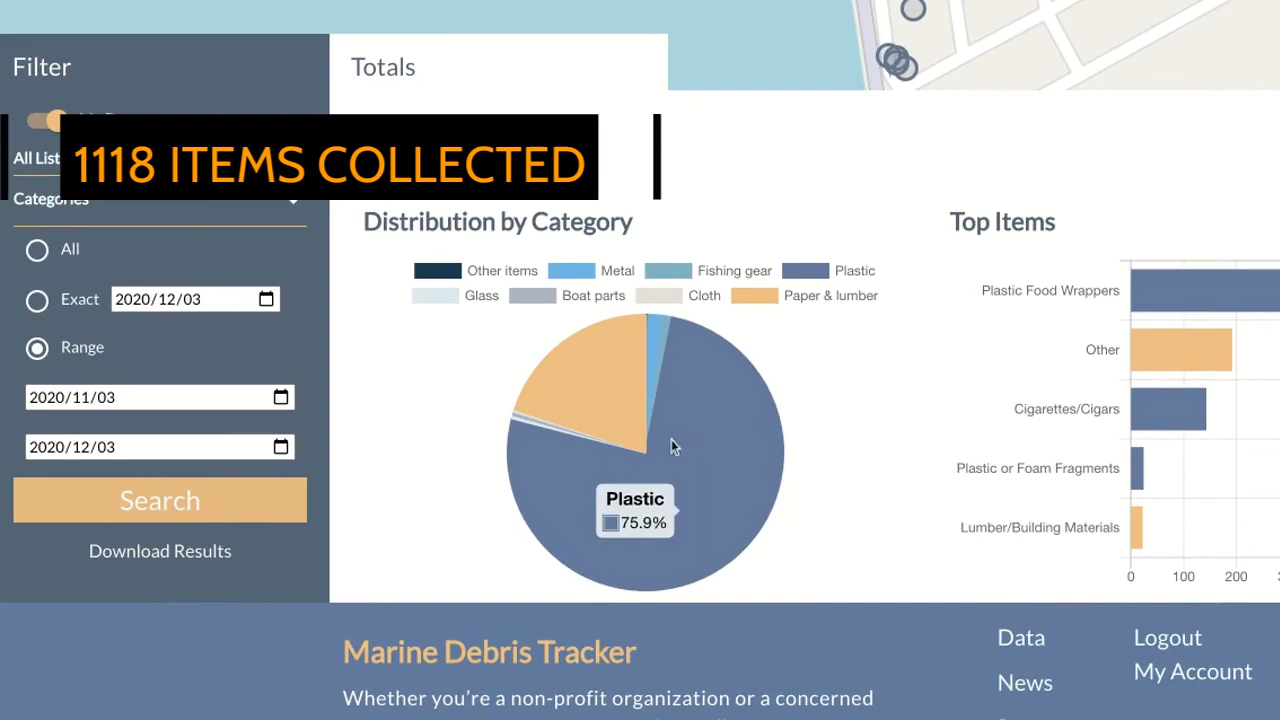 Filter
Totals
All List
1118 ITEMS COLLECTED
Categories
All
Exact
2020/12/03
Range
2020/11/03
2020/12/03
Search
Download Results
Distribution by Category
Other items
Metal
Fishing gear
Plastic
Glass
Boat parts
Cloth
Paper & lumber
Plastic
75.9%
Top Items
Plastic Food Wrappers
Other
Cigarettes/Cigars
Plastic or Foam Fragments
Lumber/Building Materials
0 100 200
Marine Debris Tracker
Whether you’re a non-profit organization or a concerned
Data
News
Logout
My Account